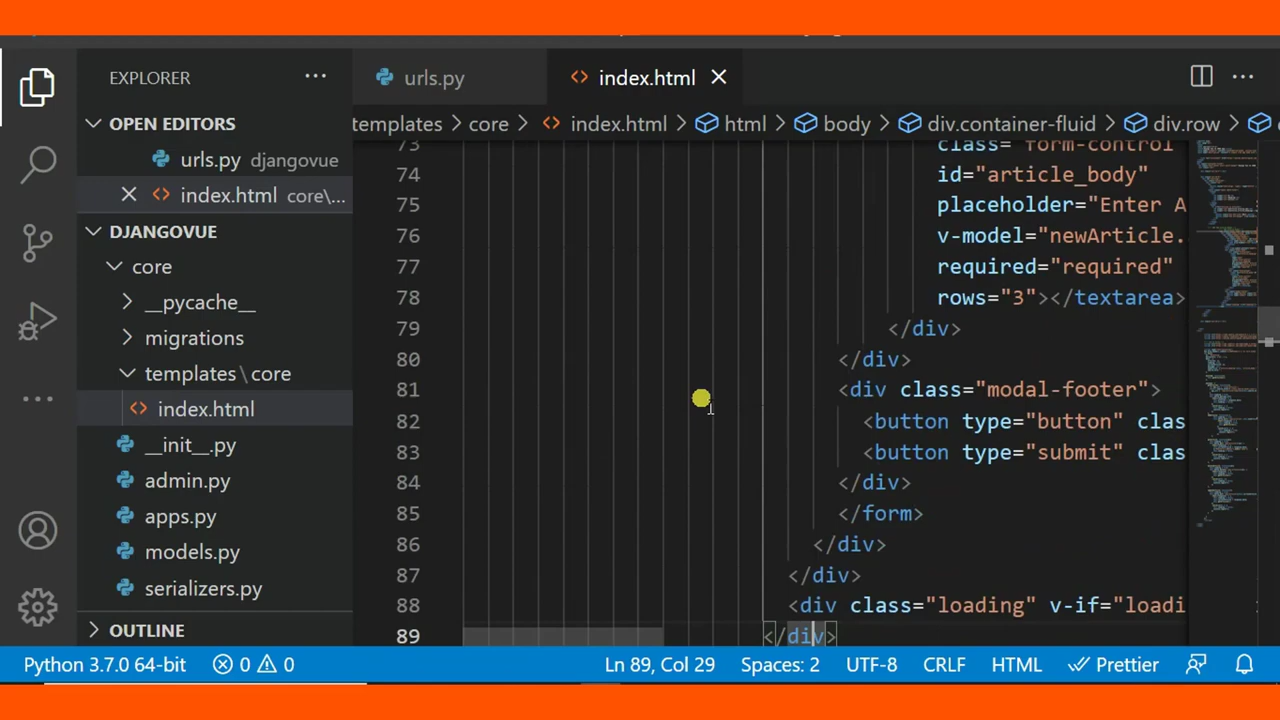 EXPLORER
OPEN EDITORS
urls.py djangovue
index.html core\...
DJANGOVUE
core
__pycache__
migrations
templates\core
index.html
__init__.py
admin.py
apps.py
models.py
serializers.py
OUTLINE
urls.py
index.html
templates > core > index.html > html > body > div.container-fluid > div.row >
73 class="form-control
74 id="article_body"
75 placeholder="Enter A
76 v-model="newArticle.
77 required="required"
78 rows="3"></textarea>
79 </div>
80 </div>
81 <div class="modal-footer">
82 <button type="button" clas
83 <button type="submit" clas
84 </div>
85 </form>
86 </div>
87 </div>
88 <div class="loading" v-if="loadi
89 </div>
Python 3.7.0 64-bit 0 0 Ln 89, Col 29 Spaces: 2 UTF-8 CRLF HTML Prettier